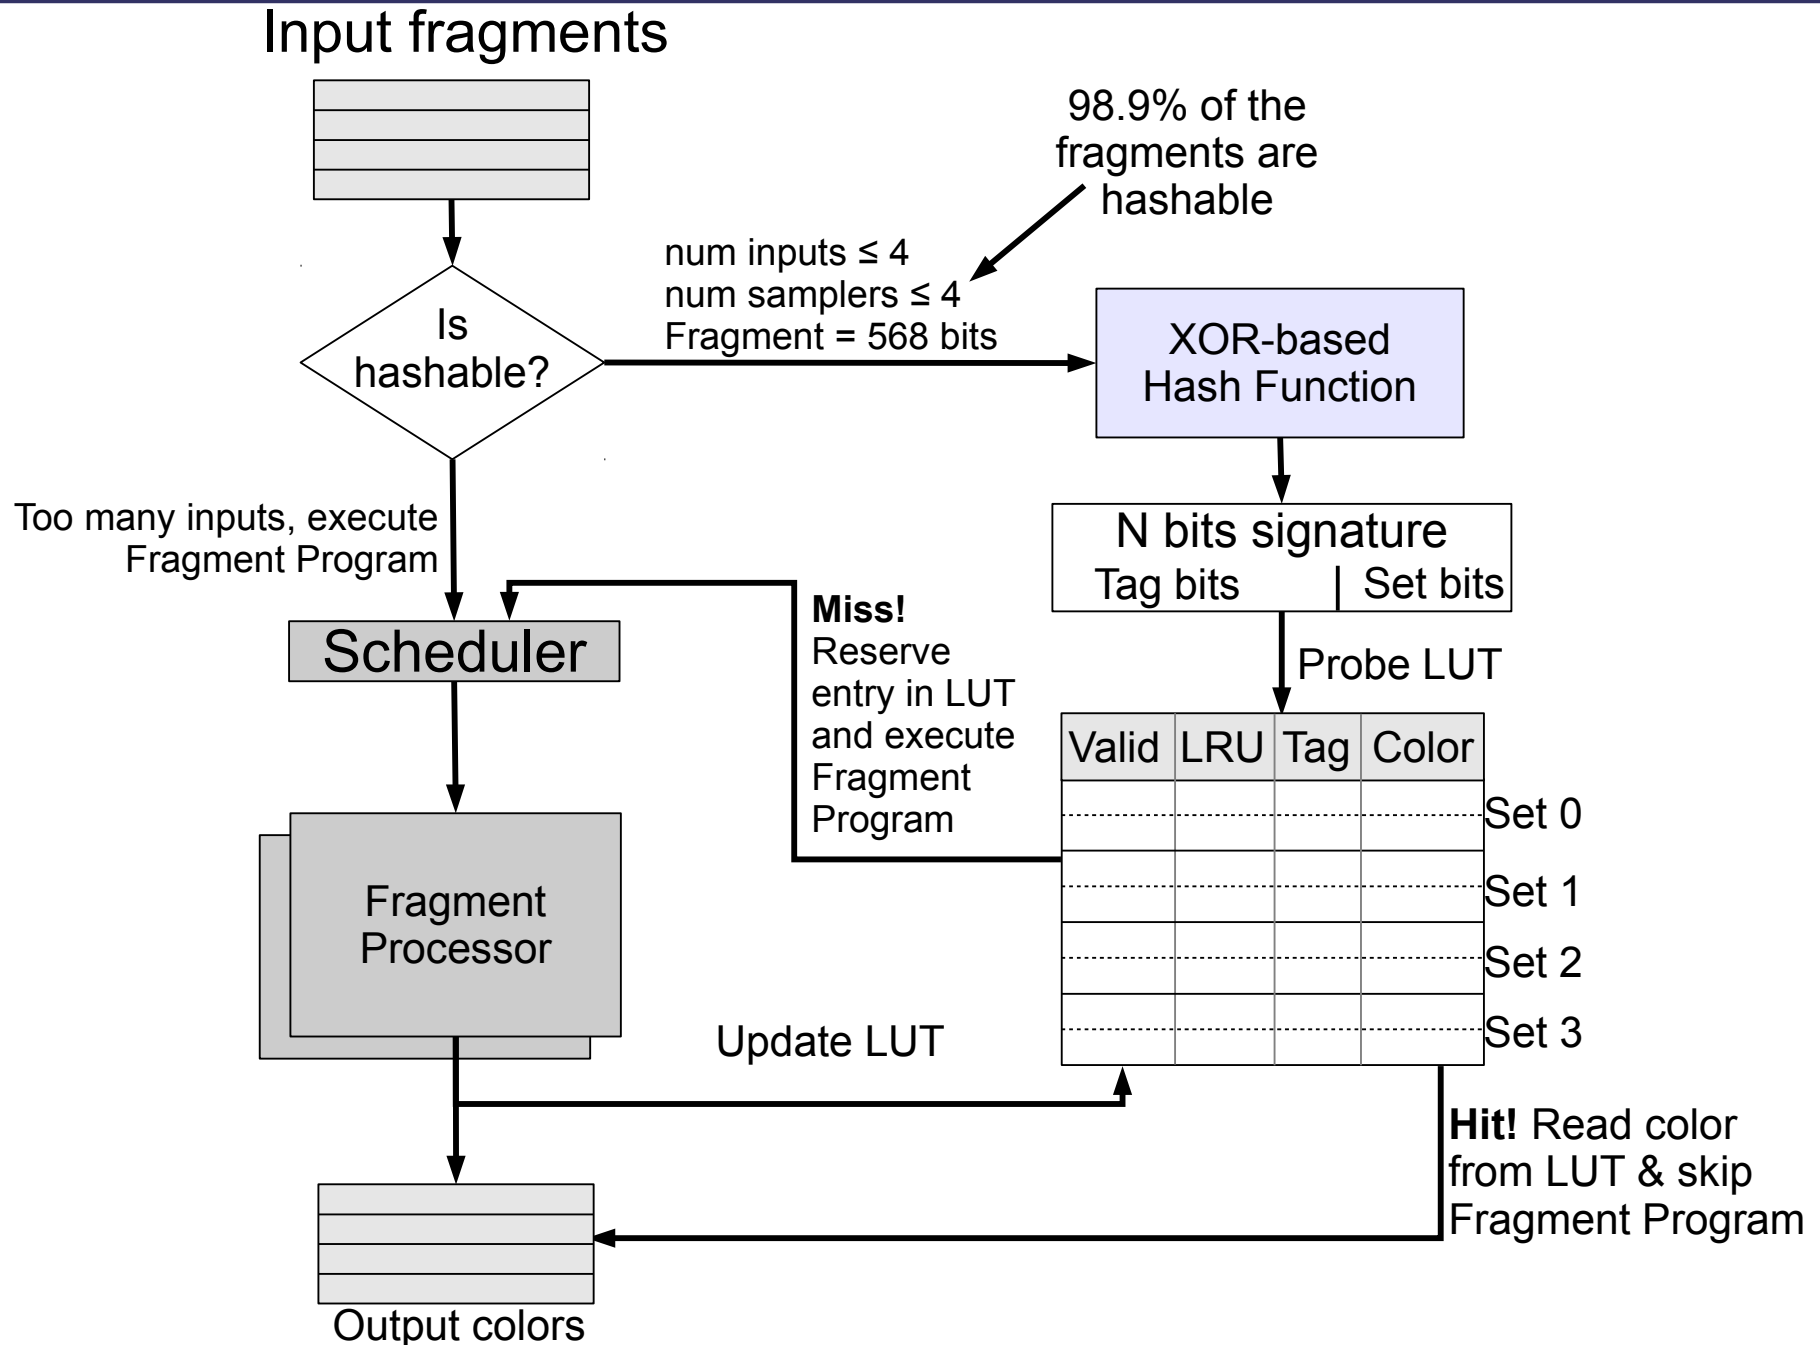 Input fragments
98.9% of the
fragments are
hashable
num inputs ≤ 4
num samplers ≤ 4
Fragment = 568 bits
Is
hashable?
XOR-based
Hash Function
Too many inputs, execute
Fragment Program
N bits signature
Tag bits | Set bits
Scheduler
Miss!
Reserve
entry in LUT
and execute
Fragment
Program
Probe LUT
Valid LRU Tag Color
Set 0
Set 1
Set 2
Set 3
Fragment
Processor
Update LUT
Hit! Read color
from LUT & skip
Fragment Program
Output colors